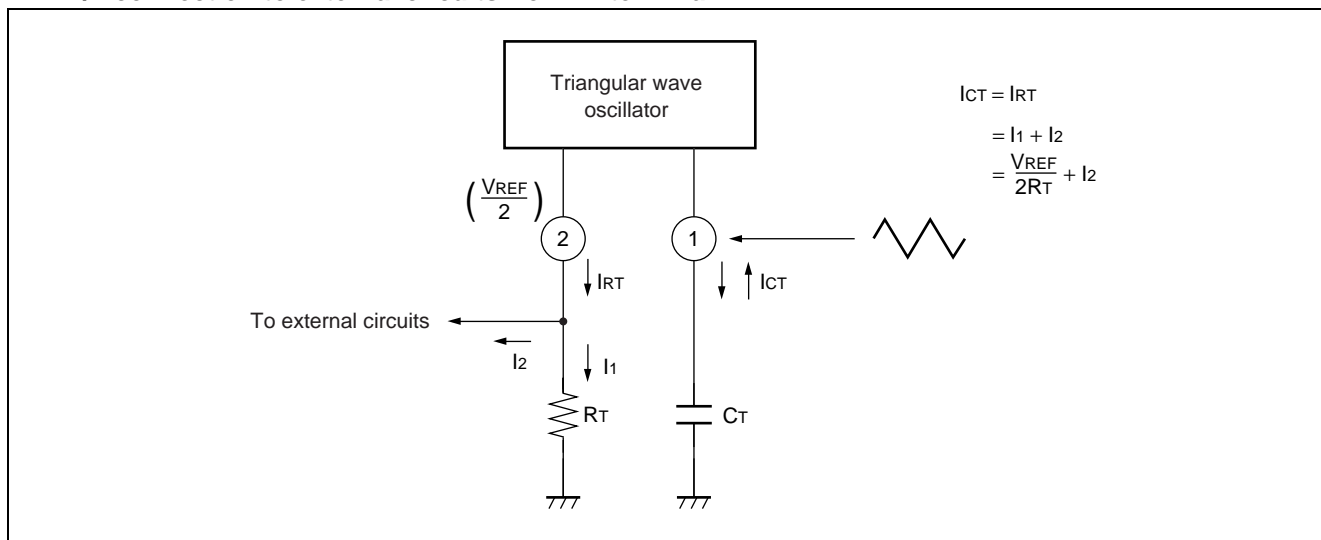 Triangular wave
oscillator
ICT = IRT
= I1 + I2
= VREF / 2RT + I2
(VREF / 2)
2
1
IRT
ICT
To external circuits
I2
I1
RT
CT